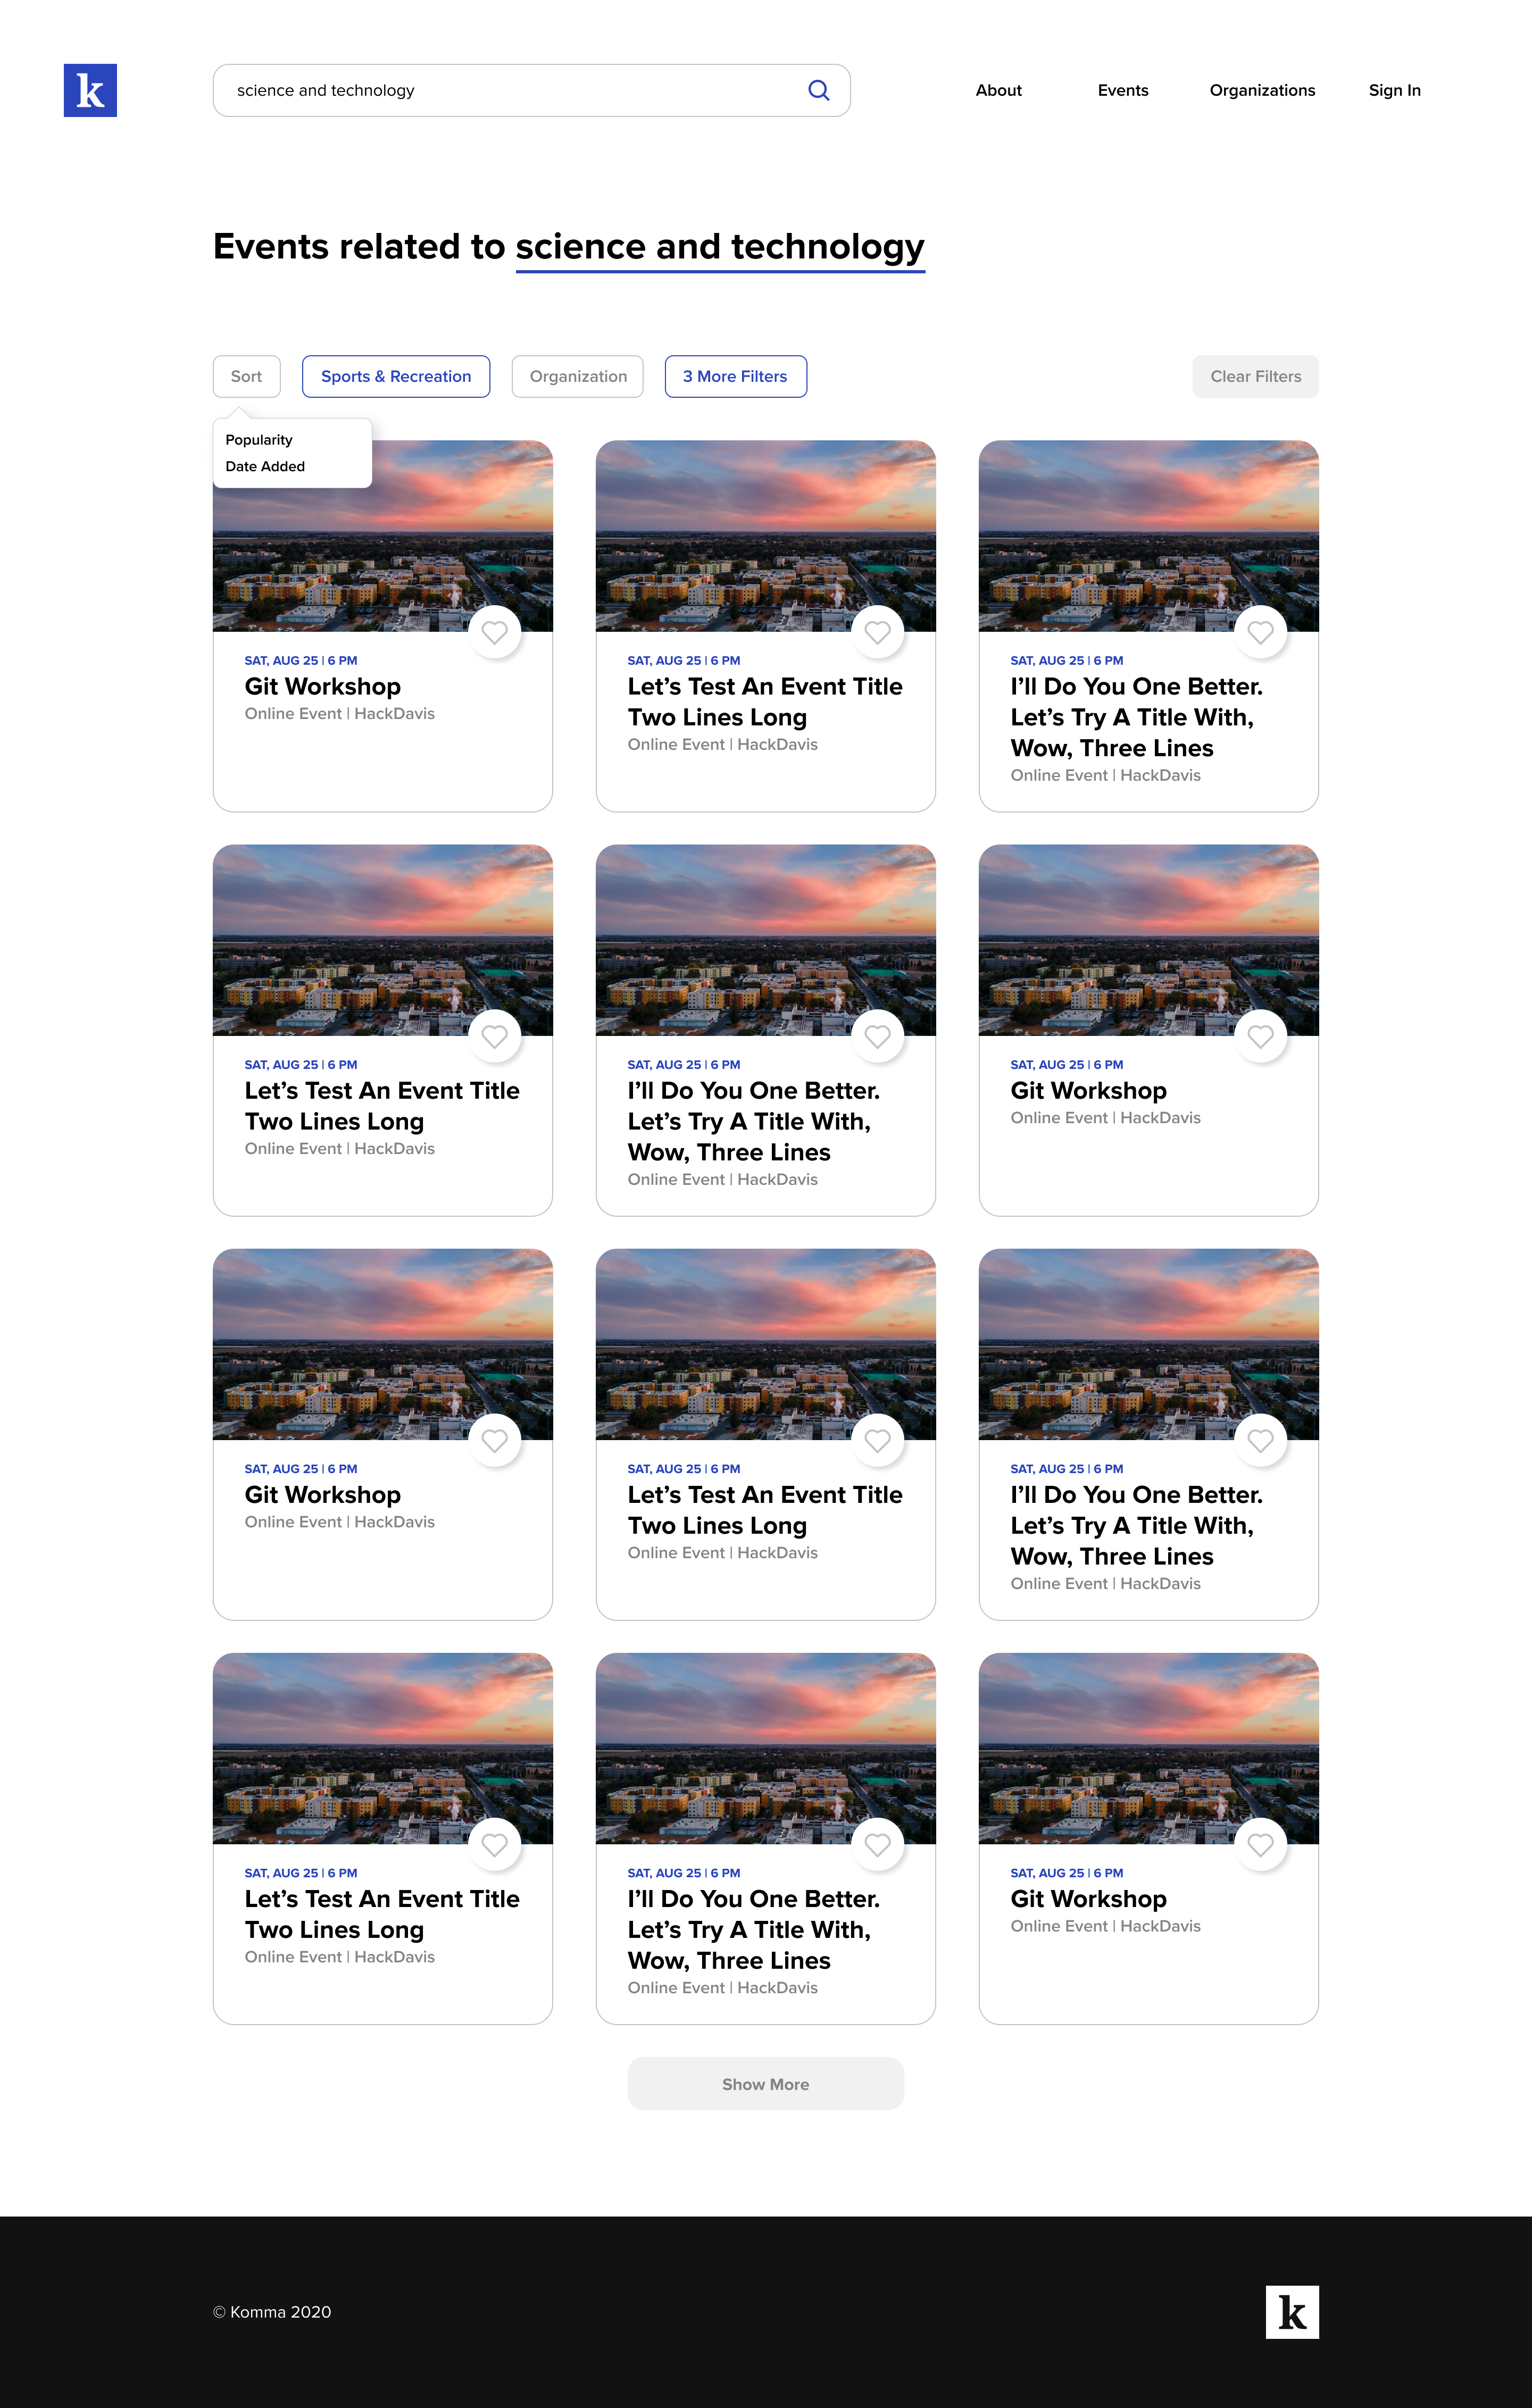 k
science and technology
About
Events
Organizations
Sign In
Events related to science and technology
Sort
Sports & Recreation
Organization
3 More Filters
Clear Filters
Popularity
Date Added
SAT, AUG 25 | 6 PM
Git Workshop
Online Event | HackDavis
SAT, AUG 25 | 6 PM
Let’s Test An Event Title
Two Lines Long
Online Event | HackDavis
SAT, AUG 25 | 6 PM
I’ll Do You One Better.
Let’s Try A Title With,
Wow, Three Lines
Online Event | HackDavis
SAT, AUG 25 | 6 PM
Let’s Test An Event Title
Two Lines Long
Online Event | HackDavis
SAT, AUG 25 | 6 PM
I’ll Do You One Better.
Let’s Try A Title With,
Wow, Three Lines
Online Event | HackDavis
SAT, AUG 25 | 6 PM
Git Workshop
Online Event | HackDavis
SAT, AUG 25 | 6 PM
Git Workshop
Online Event | HackDavis
SAT, AUG 25 | 6 PM
Let’s Test An Event Title
Two Lines Long
Online Event | HackDavis
SAT, AUG 25 | 6 PM
I’ll Do You One Better.
Let’s Try A Title With,
Wow, Three Lines
Online Event | HackDavis
SAT, AUG 25 | 6 PM
Let’s Test An Event Title
Two Lines Long
Online Event | HackDavis
SAT, AUG 25 | 6 PM
I’ll Do You One Better.
Let’s Try A Title With,
Wow, Three Lines
Online Event | HackDavis
SAT, AUG 25 | 6 PM
Git Workshop
Online Event | HackDavis
Show More
© Komma 2020
k